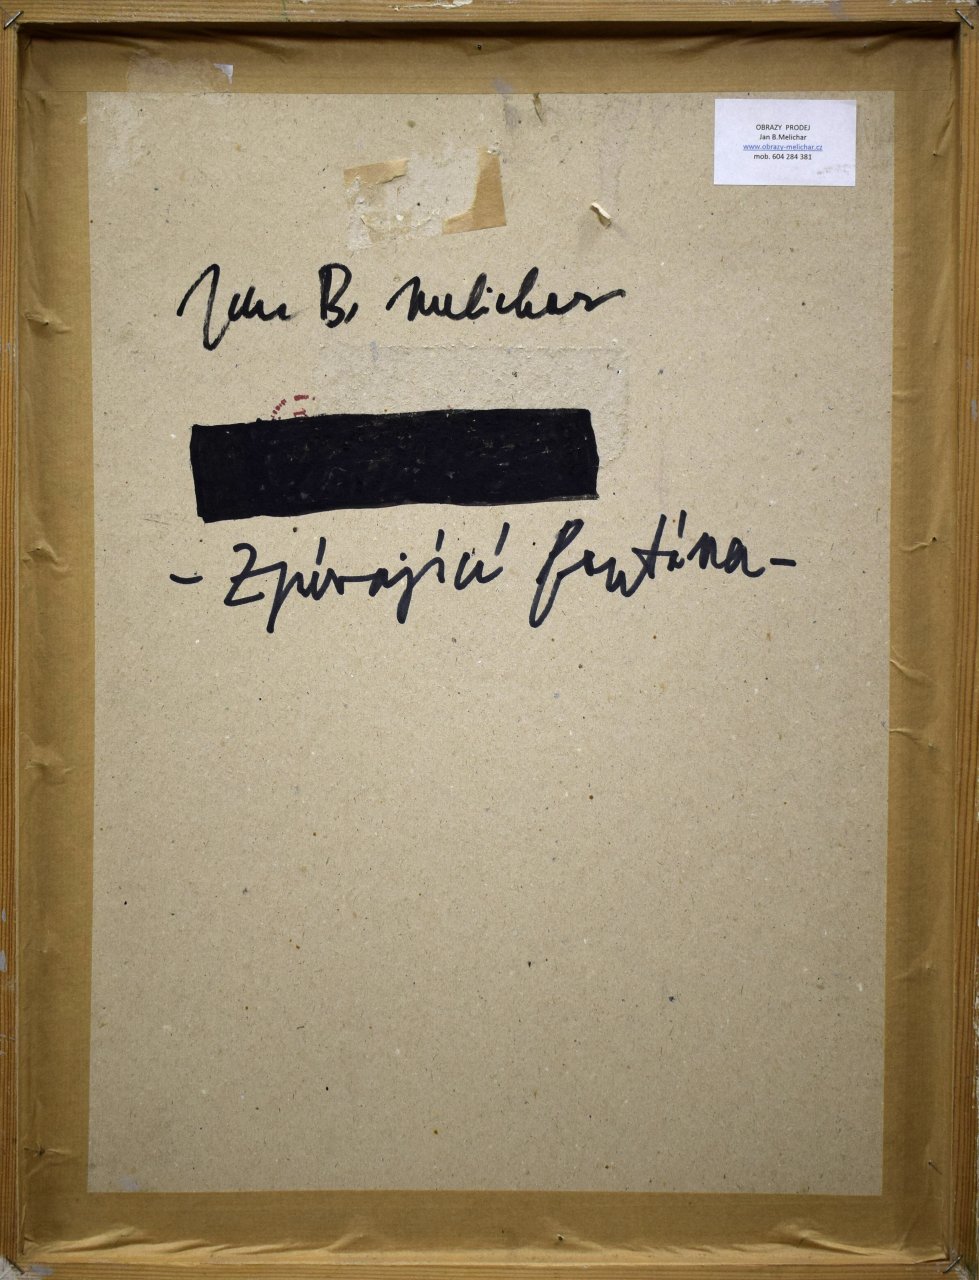 OBRAZY PRODEJ
Jan B.Melichar
www.obrazy-melichar.cz
mob. 604 284 381
Jan B. Melichar
- Zpívající fontána -